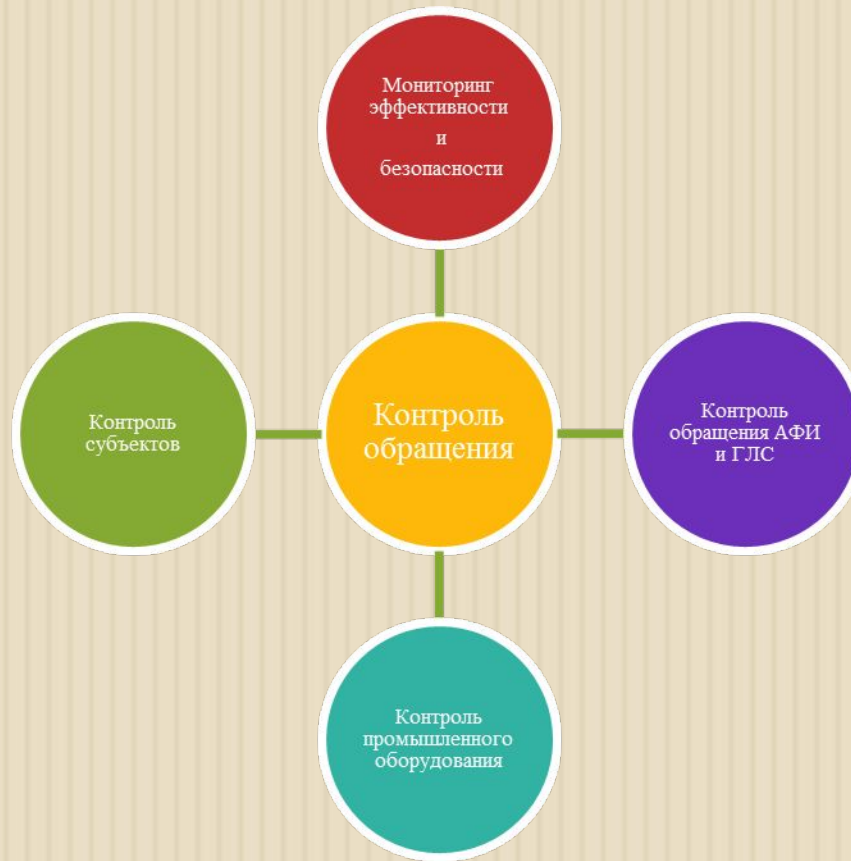 Мониторинг
эффективности
и
безопасности
Контроль
субъектов
Контроль
обращения
Контроль
обращения АФИ
и ГЛС
Контроль
промышленного
оборудования